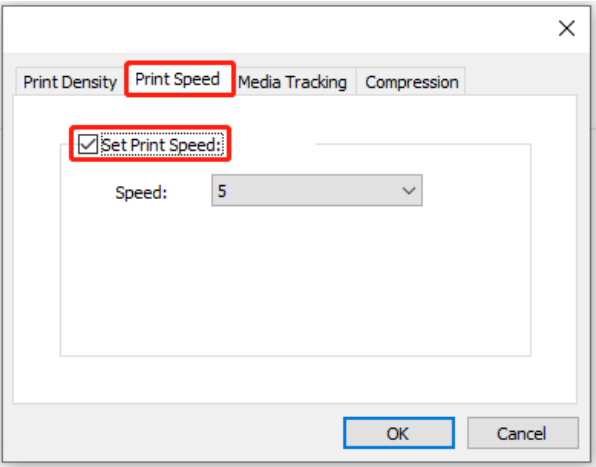 Print Density Print Speed Media Tracking Compression
Set Print Speed:
Speed: 5
OK Cancel